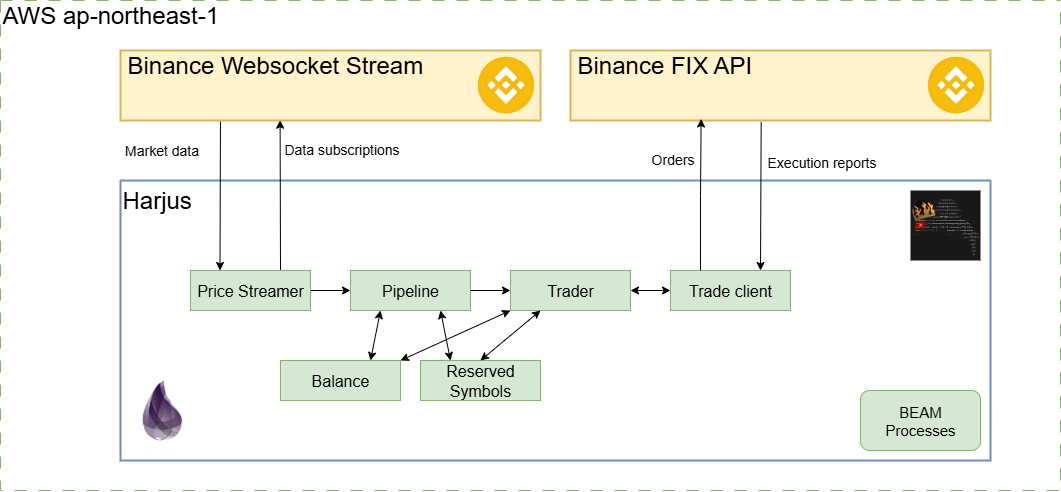 AWS ap-northeast-1
Binance Websocket Stream
Binance FIX API
Market data
Data subscriptions
Orders
Execution reports
Harjus
Price Streamer
Pipeline
Trader
Trade client
Balance
Reserved
Symbols
BEAM
Processes